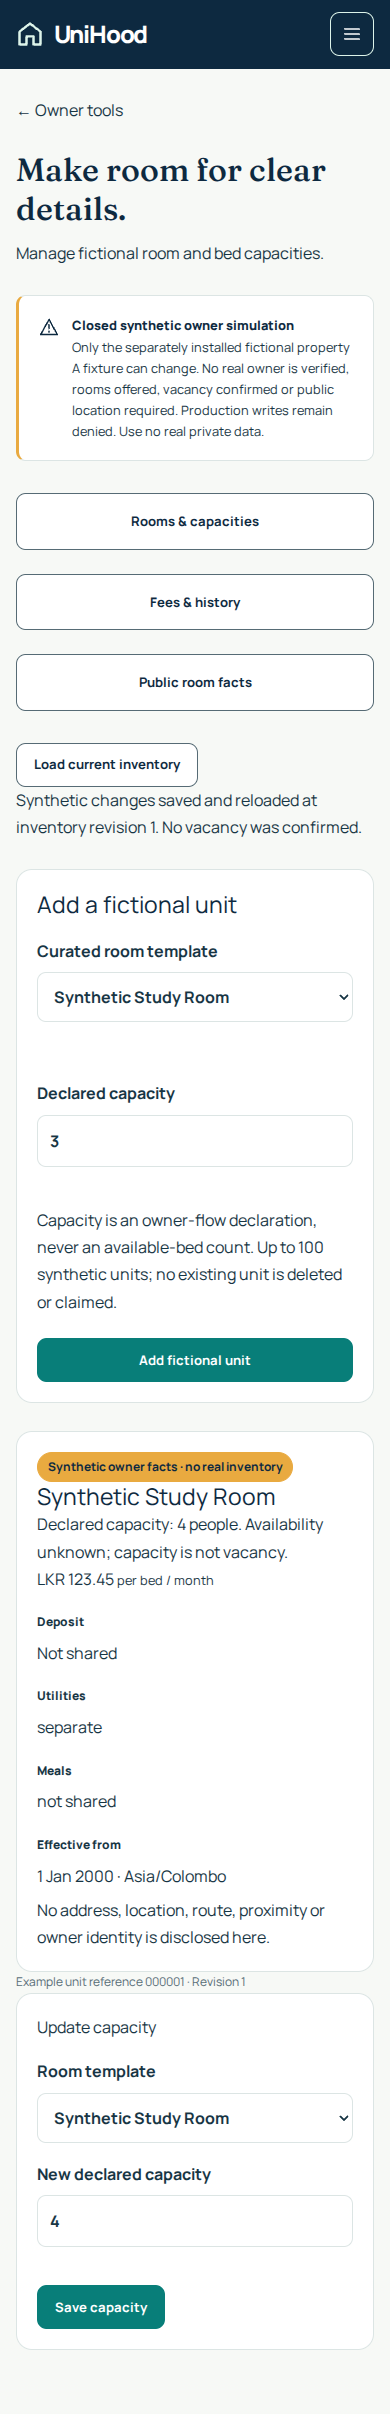 UniHood
← Owner tools
Make room for clear
details.
Manage fictional room and bed capacities.
Closed synthetic owner simulation
Only the separately installed fictional property
A fixture can change. No real owner is verified,
rooms offered, vacancy confirmed or public
location required. Production writes remain
denied. Use no real private data.
Rooms & capacities
Fees & history
Public room facts
Load current inventory
Synthetic changes saved and reloaded at
inventory revision 1. No vacancy was confirmed.
Add a fictional unit
Curated room template
Synthetic Study Room
Declared capacity
3
Capacity is an owner-flow declaration,
never an available-bed count. Up to 100
synthetic units; no existing unit is deleted
or claimed.
Add fictional unit
Synthetic owner facts · no real inventory
Synthetic Study Room
Declared capacity: 4 people. Availability
unknown; capacity is not vacancy.
LKR 123.45 per bed / month
Deposit
Not shared
Utilities
separate
Meals
not shared
Effective from
1 Jan 2000 · Asia/Colombo
No address, location, route, proximity or
owner identity is disclosed here.
Example unit reference 000001 · Revision 1
Update capacity
Room template
Synthetic Study Room
New declared capacity
4
Save capacity